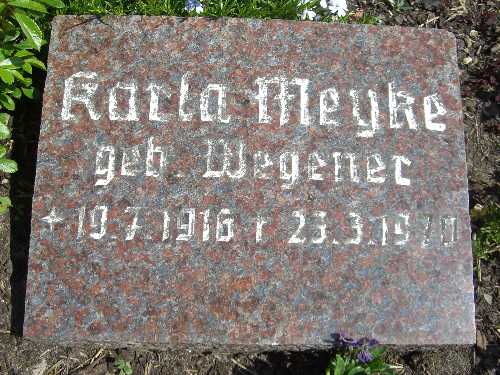 Karla Meyke
geb. Wegener
* 19.7.1916 † 23.3.1970